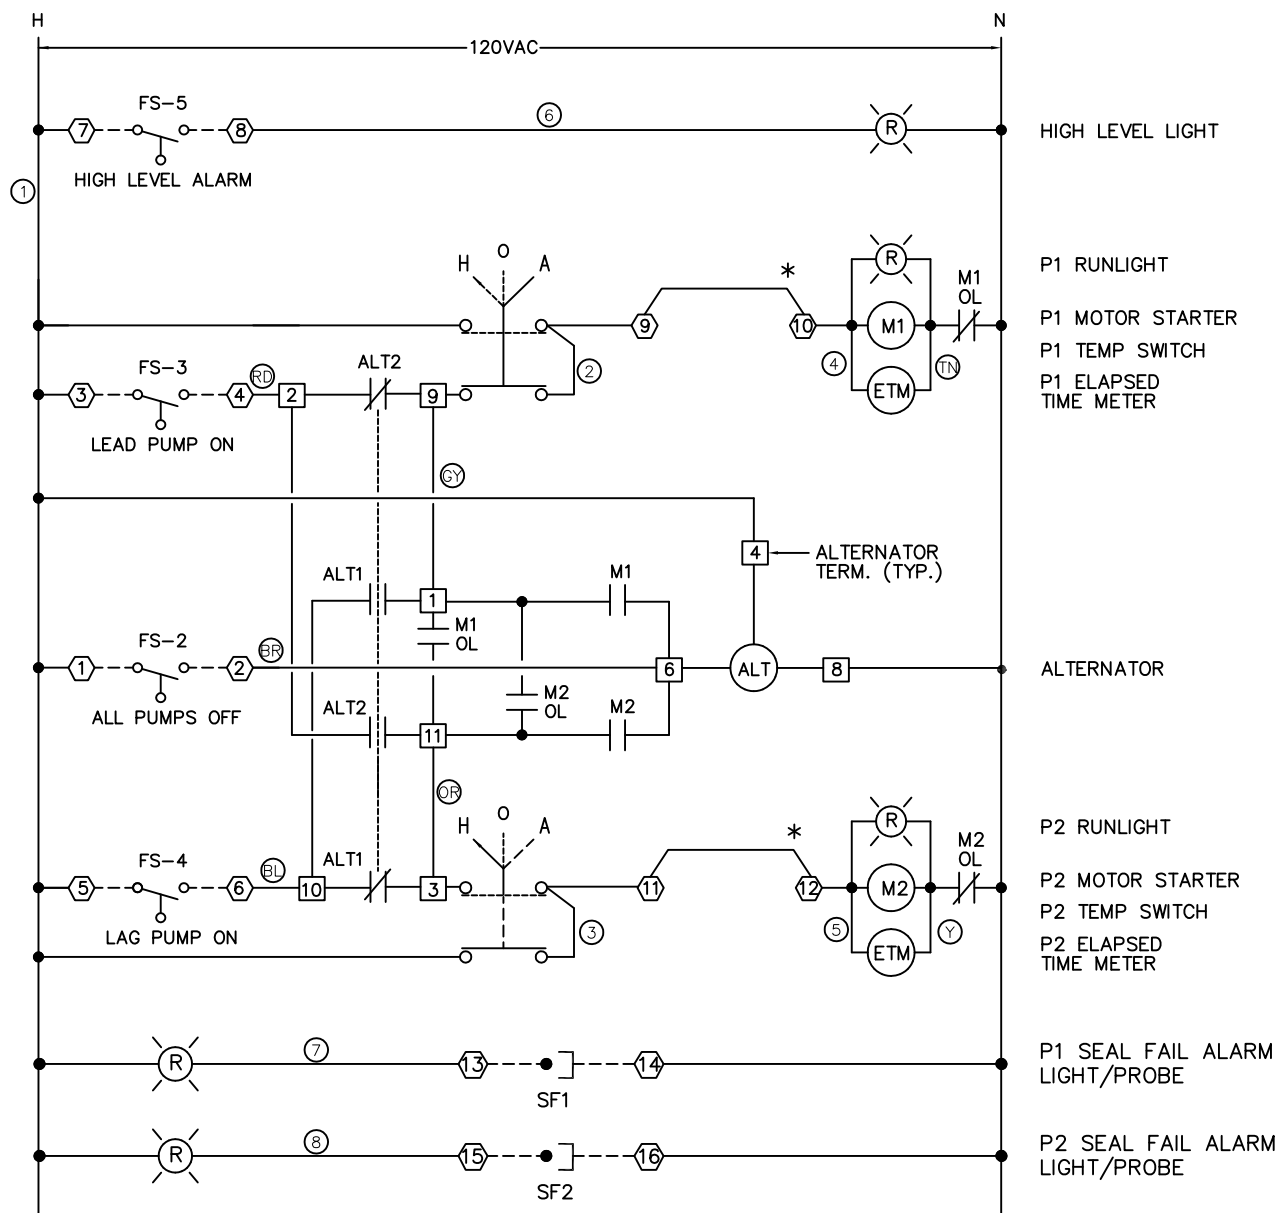 H N
120VAC
FS-5
7 8 6 R HIGH LEVEL LIGHT
HIGH LEVEL ALARM
1
H O A
* R P1 RUNLIGHT
M1
OL
9 10 M1 P1 MOTOR STARTER
P1 TEMP SWITCH
FS-3 RD ALT2 2 4 TN
3 4 2 9 ETM P1 ELAPSED
TIME METER
LEAD PUMP ON
GY
4 ALTERNATOR
TERM. (TYP.)
ALT1 1 M1
M1
OL
FS-2
1 2 BR 6 ALT 8 ALTERNATOR
ALL PUMPS OFF
M2
OL
ALT2 11 M2
OR
H O A
* R P2 RUNLIGHT
M2
OL
FS-4 BL ALT1
5 6 10 3 11 12 M2 P2 MOTOR STARTER
P2 TEMP SWITCH
LAG PUMP ON
3 5 Y
ETM P2 ELAPSED
TIME METER
R 7 13 14 P1 SEAL FAIL ALARM
LIGHT/PROBE
SF1
R 8 15 16 P2 SEAL FAIL ALARM
LIGHT/PROBE
SF2